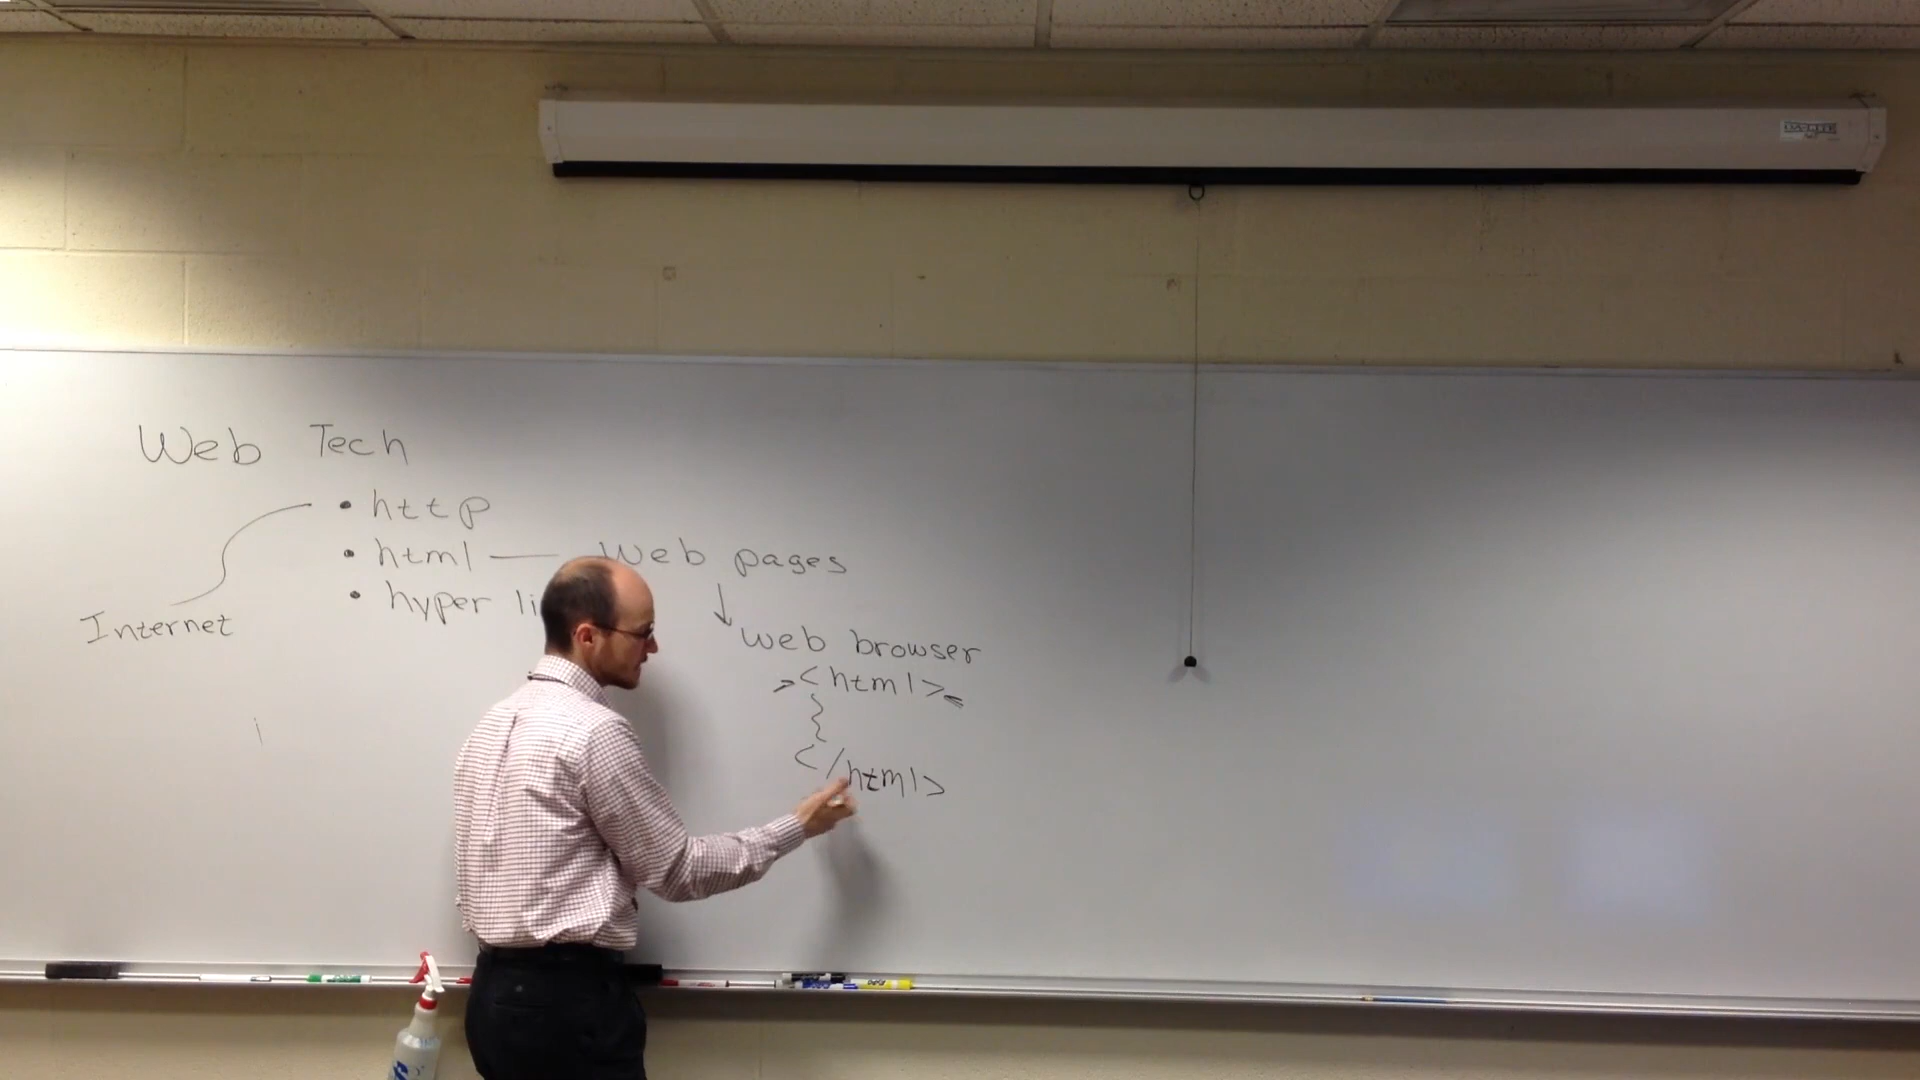 Web Tech
• http
• html — Web pages
• hyper li
Internet
web browser
<html>
</html>